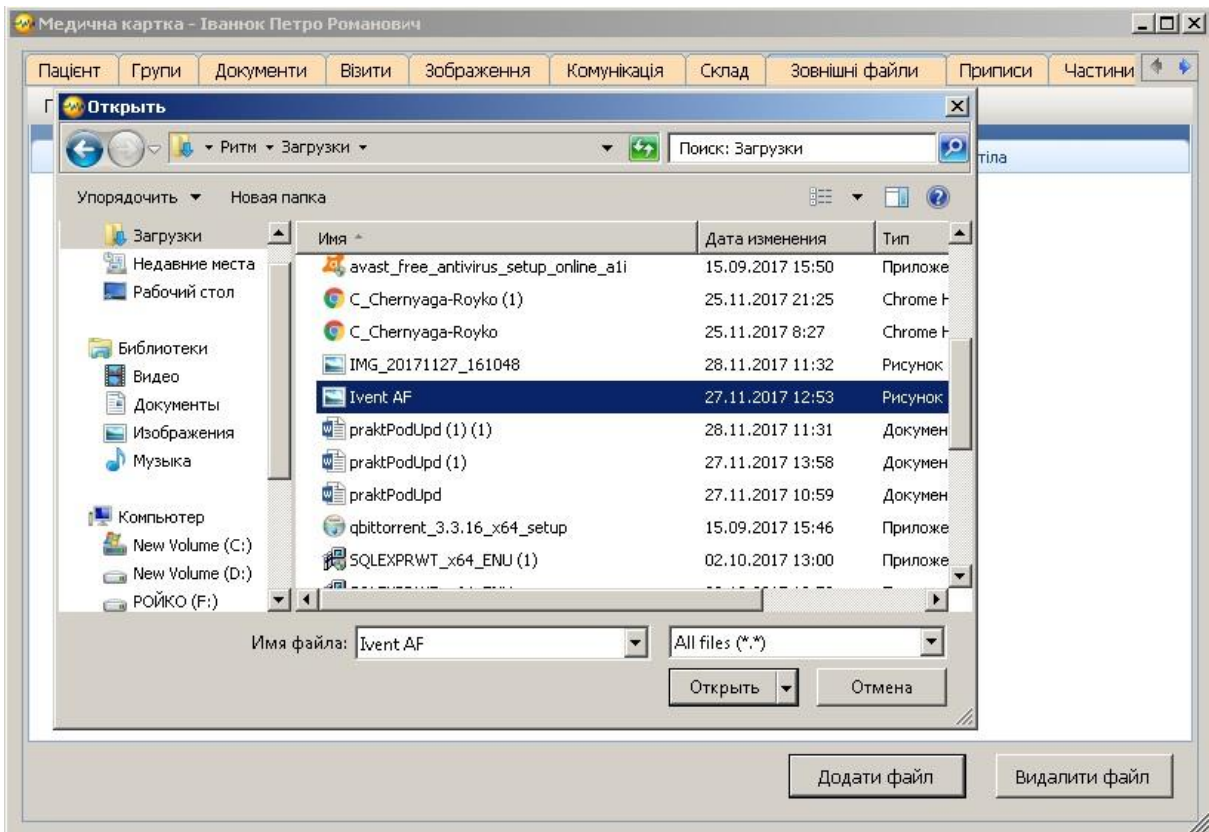 Медична картка - Іванюк Петро Романович
Пацієнт Групи Документи Візити Зображення Комунікація Склад Зовнішні файли Приписи Частини
Открыть
Ритм Загрузки
Поиск: Загрузки
тіла
Упорядочить Новая папка
Загрузки
Недавние места
Рабочий стол
Библиотеки
Видео
Документы
Изображения
Музыка
Компьютер
New Volume (C:)
New Volume (D:)
РОЙКО (F:)
Имя Дата изменения Тип
avast_free_antivirus_setup_online_a1i 15.09.2017 15:50 Приложе
C_Chernyaga-Royko (1) 25.11.2017 21:25 Chrome H
C_Chernyaga-Royko 25.11.2017 8:27 Chrome H
IMG_20171127_161048 28.11.2017 11:32 Рисунок
Ivent AF 27.11.2017 12:53 Рисунок
praktPodUpd (1) (1) 28.11.2017 11:31 Докумен
praktPodUpd (1) 27.11.2017 13:58 Докумен
praktPodUpd 27.11.2017 10:59 Докумен
qbittorrent_3.3.16_x64_setup 15.09.2017 15:46 Приложе
SQLEXPRWT_x64_ENU (1) 02.10.2017 13:00 Приложе
Имя файла: Ivent AF All files (*.*)
Открыть Отмена
Додати файл Видалити файл